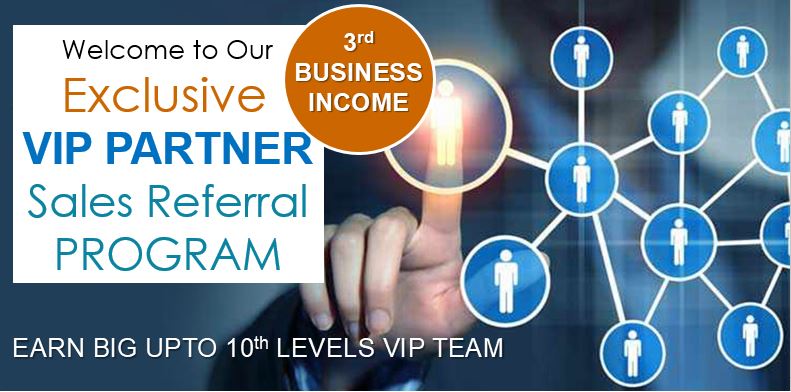 Welcome to Our
Exclusive
VIP PARTNER
Sales Referral
PROGRAM
3rd
BUSINESS
INCOME
EARN BIG UPTO 10th LEVELS VIP TEAM